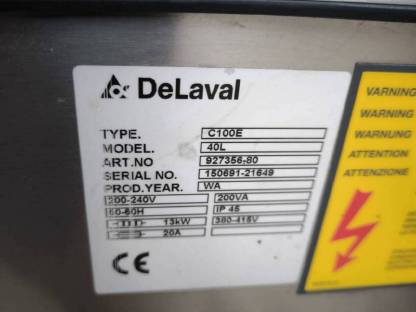 DeLaval
TYPE. C100E
MODEL. 40L
ART.NO 927356-80
SERIAL NO. 150691-21649
PROD.YEAR. WA
200-240V 200VA
50-60H IP 45
13kW 380-415V
20A
CE
VARNING
WARNING
WARNUNG
ATTENTION
ATTENZIONE